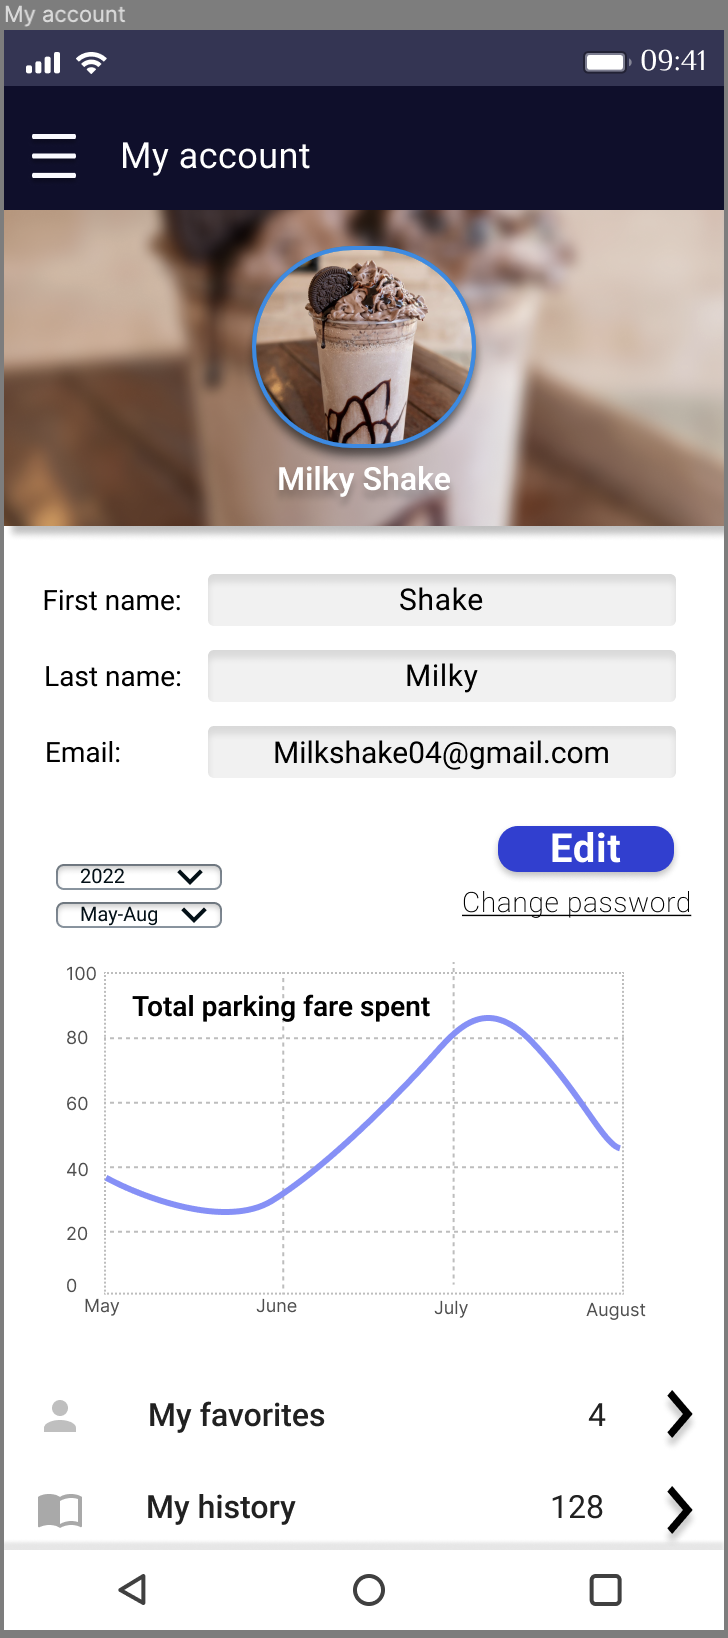 My account
09:41
My account
Milky Shake
First name: Shake
Last name: Milky
Email: Milkshake04@gmail.com
Edit
2022
Change password
May-Aug
100
Total parking fare spent
80
60
40
20
0
May June July August
My favorites 4
My history 128